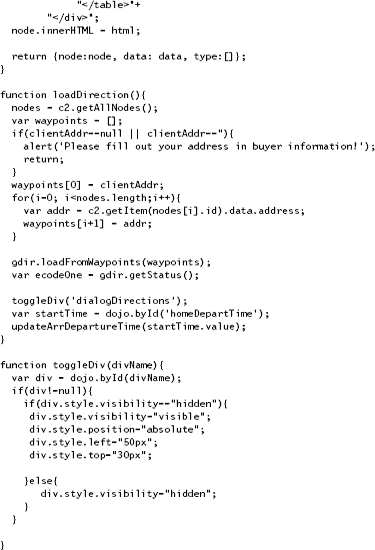 "</table>"+
"</div>";
node.innerHTML = html;
return {node:node, data: data, type:[]};
}
function loadDirection(){
nodes = c2.getAllNodes();
var waypoints = [];
if(clientAddr==null || clientAddr==''){
alert('Please fill out your address in buyer information!');
return;
}
waypoints[0] = clientAddr;
for(i=0; i<nodes.length;i++){
var addr = c2.getItem(nodes[i].id).data.address;
waypoints[i+1] = addr;
}
gdir.loadFromWaypoints(waypoints);
var ecodeOne = gdir.getStatus();
toggleDiv('dialogDirections');
var startTime = dojo.byId('homeDepartTime');
updateArrDepartureTime(startTime.value);
}
function toggleDiv(divName){
var div = dojo.byId(divName);
if(div!=null){
if(div.style.visibility=="hidden"){
div.style.visibility="visible";
div.style.position="absolute";
div.style.left="50px";
div.style.top="30px";
}else{
div.style.visibility="hidden";
}
}
}